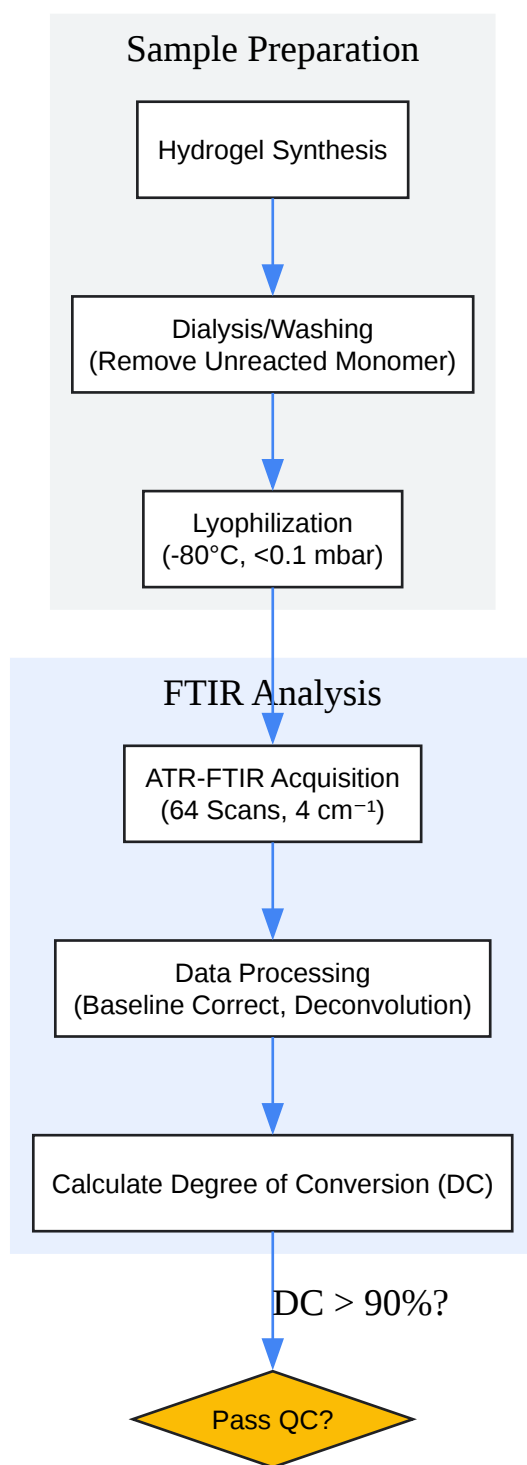 Sample Preparation
Hydrogel Synthesis
Dialysis/Washing
(Remove Unreacted Monomer)
Lyophilization
(-80°C, <0.1 mbar)
FTIR Analysis
ATR-FTIR Acquisition
(64 Scans, 4 cm⁻¹)
Data Processing
(Baseline Correct, Deconvolution)
Calculate Degree of Conversion (DC)
DC > 90%?
Pass QC?